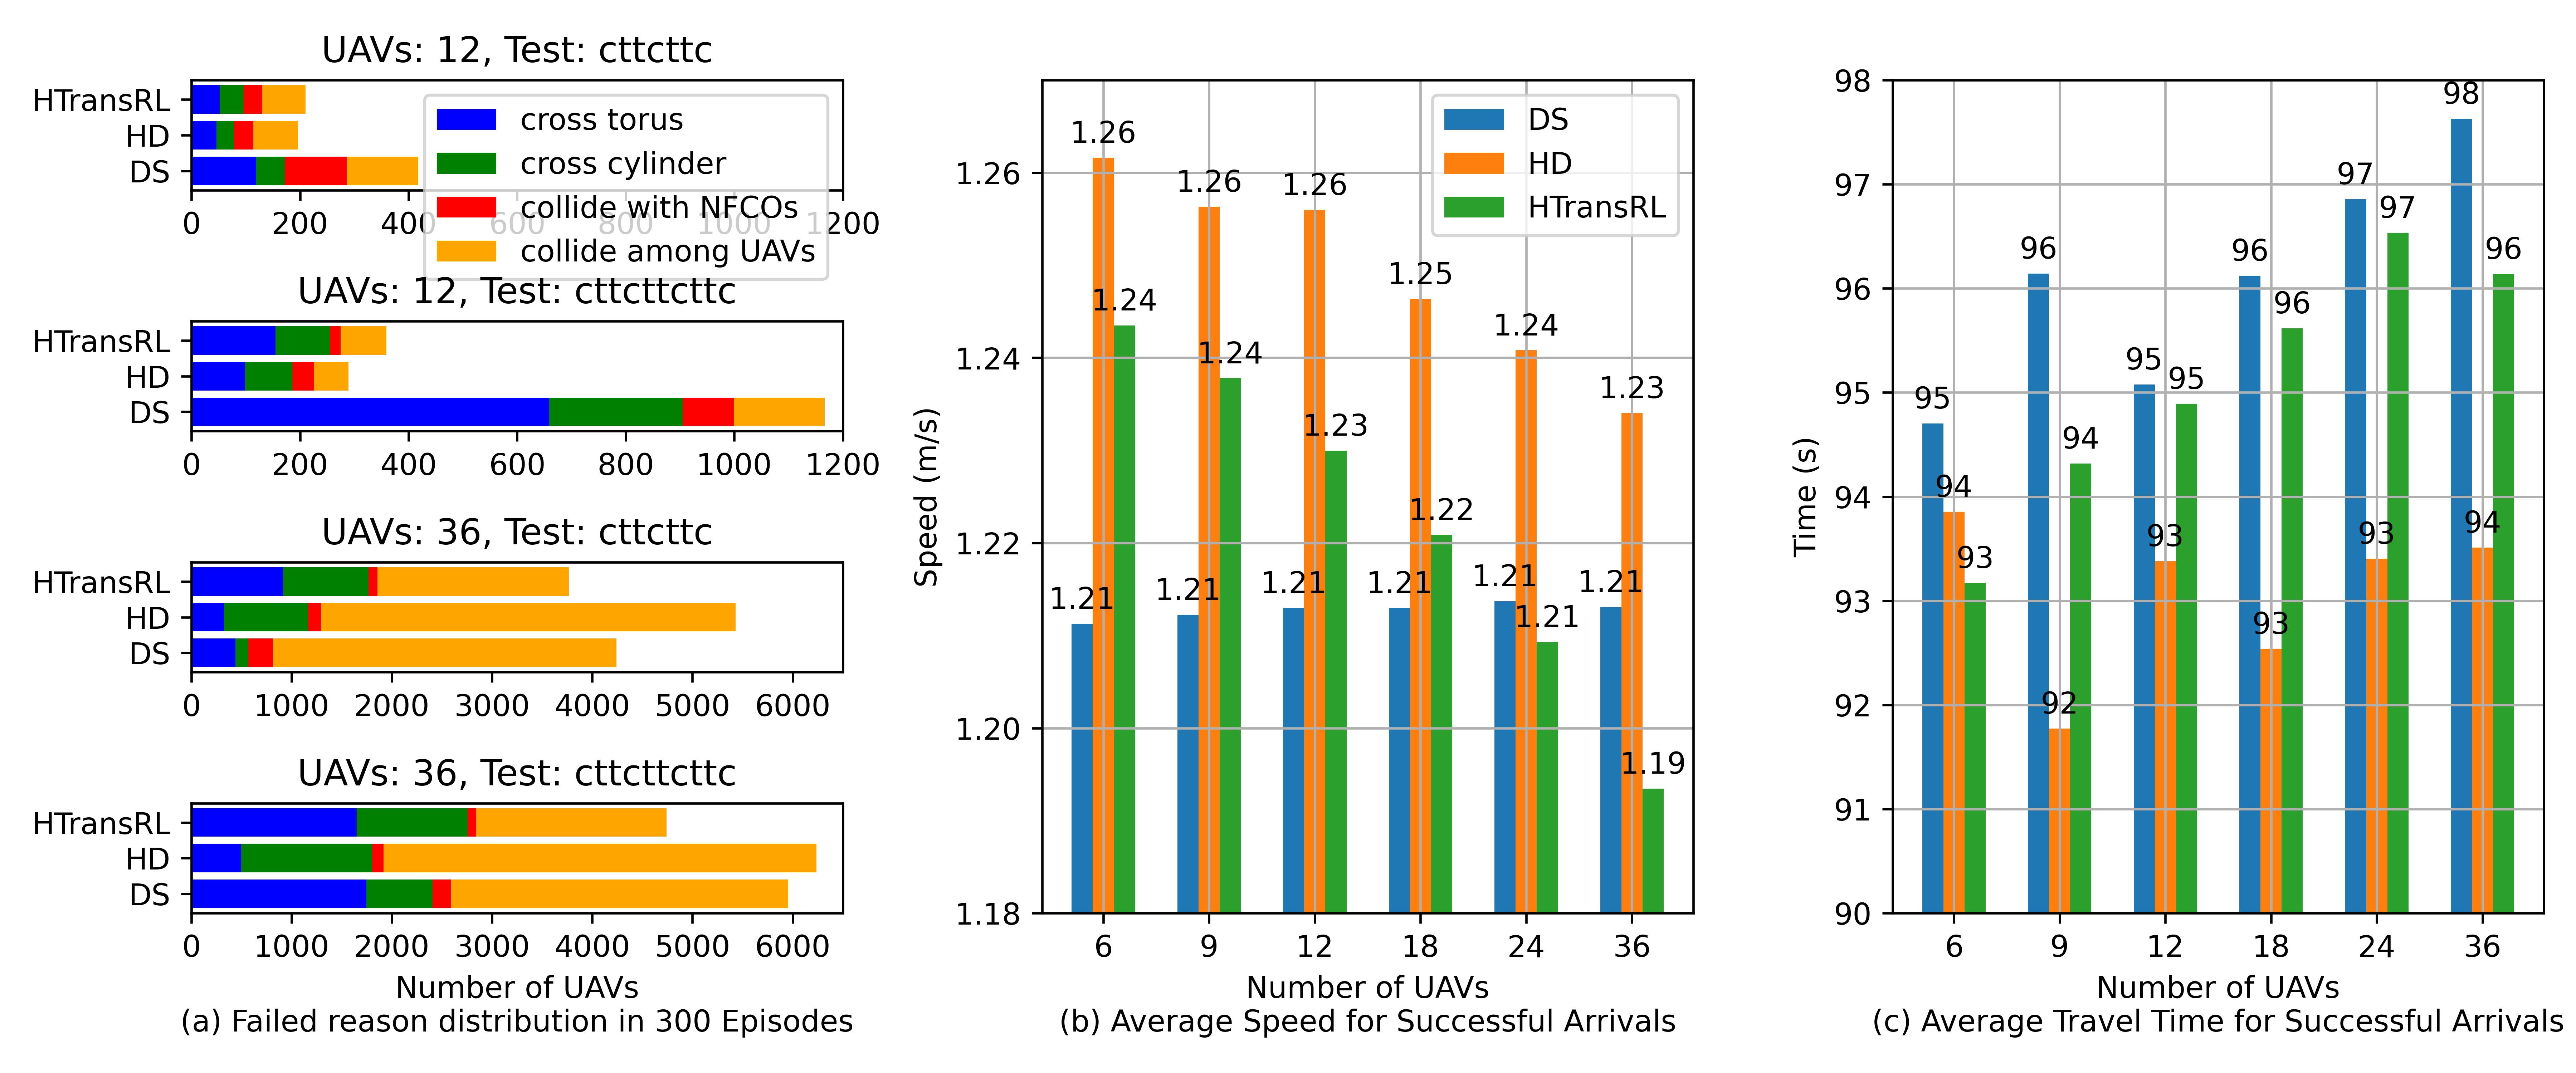 UAVs: 12, Test: cttcttc
HTransRL
HD
DS
0 200 400 600 800 1000 1200
cross torus
cross cylinder
collide with NFCOs
collide among UAVs
UAVs: 12, Test: cttcttcttc
HTransRL
HD
DS
0 200 400 600 800 1000 1200
UAVs: 36, Test: cttcttc
HTransRL
HD
DS
0 1000 2000 3000 4000 5000 6000
UAVs: 36, Test: cttcttcttc
HTransRL
HD
DS
0 1000 2000 3000 4000 5000 6000
Number of UAVs
(a) Failed reason distribution in 300 Episodes
Speed (m/s)
1.26
1.24
1.22
1.20
1.18
DS
HD
HTransRL
1.21 1.26 1.24
1.21 1.26 1.24
1.21 1.26 1.23
1.21 1.25 1.22
1.21 1.24 1.21
1.21 1.23 1.19
6 9 12 18 24 36
Number of UAVs
(b) Average Speed for Successful Arrivals
Time (s)
98
97
96
95
94
93
92
91
90
95 94 93
96 92 94
95 93 95
96 93 96
97 93 97
98 94 96
6 9 12 18 24 36
Number of UAVs
(c) Average Travel Time for Successful Arrivals